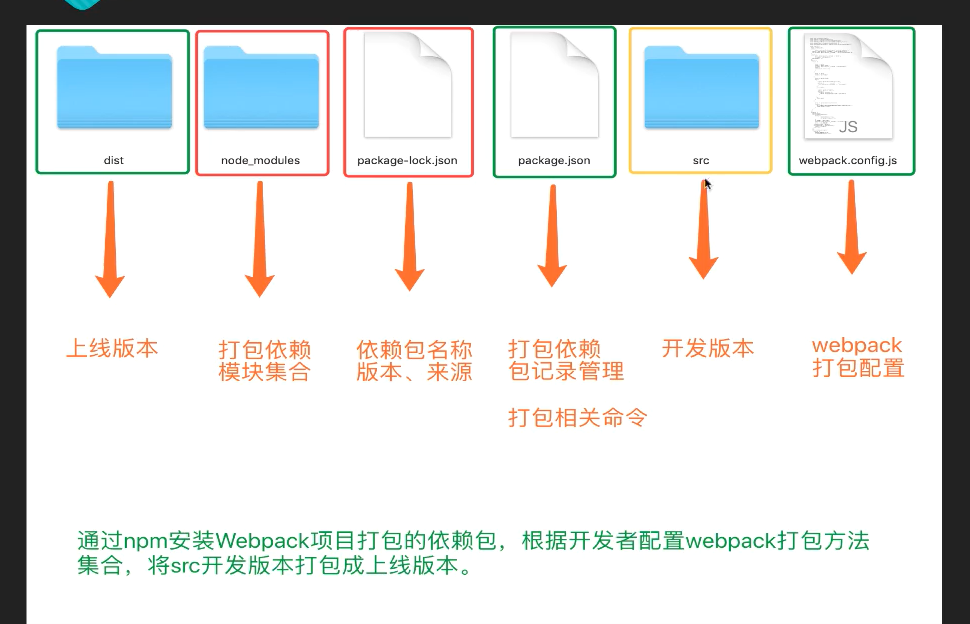 JS
dist
node_modules
package-lock.json
package.json
src
webpack.config.js
上线版本
打包依赖
模块集合
依赖包名称
版本、来源
打包依赖
包记录管理
打包相关命令
开发版本
webpack
打包配置
通过npm安装Webpack项目打包的依赖包，根据开发者配置webpack打包方法
集合，将src开发版本打包成上线版本。